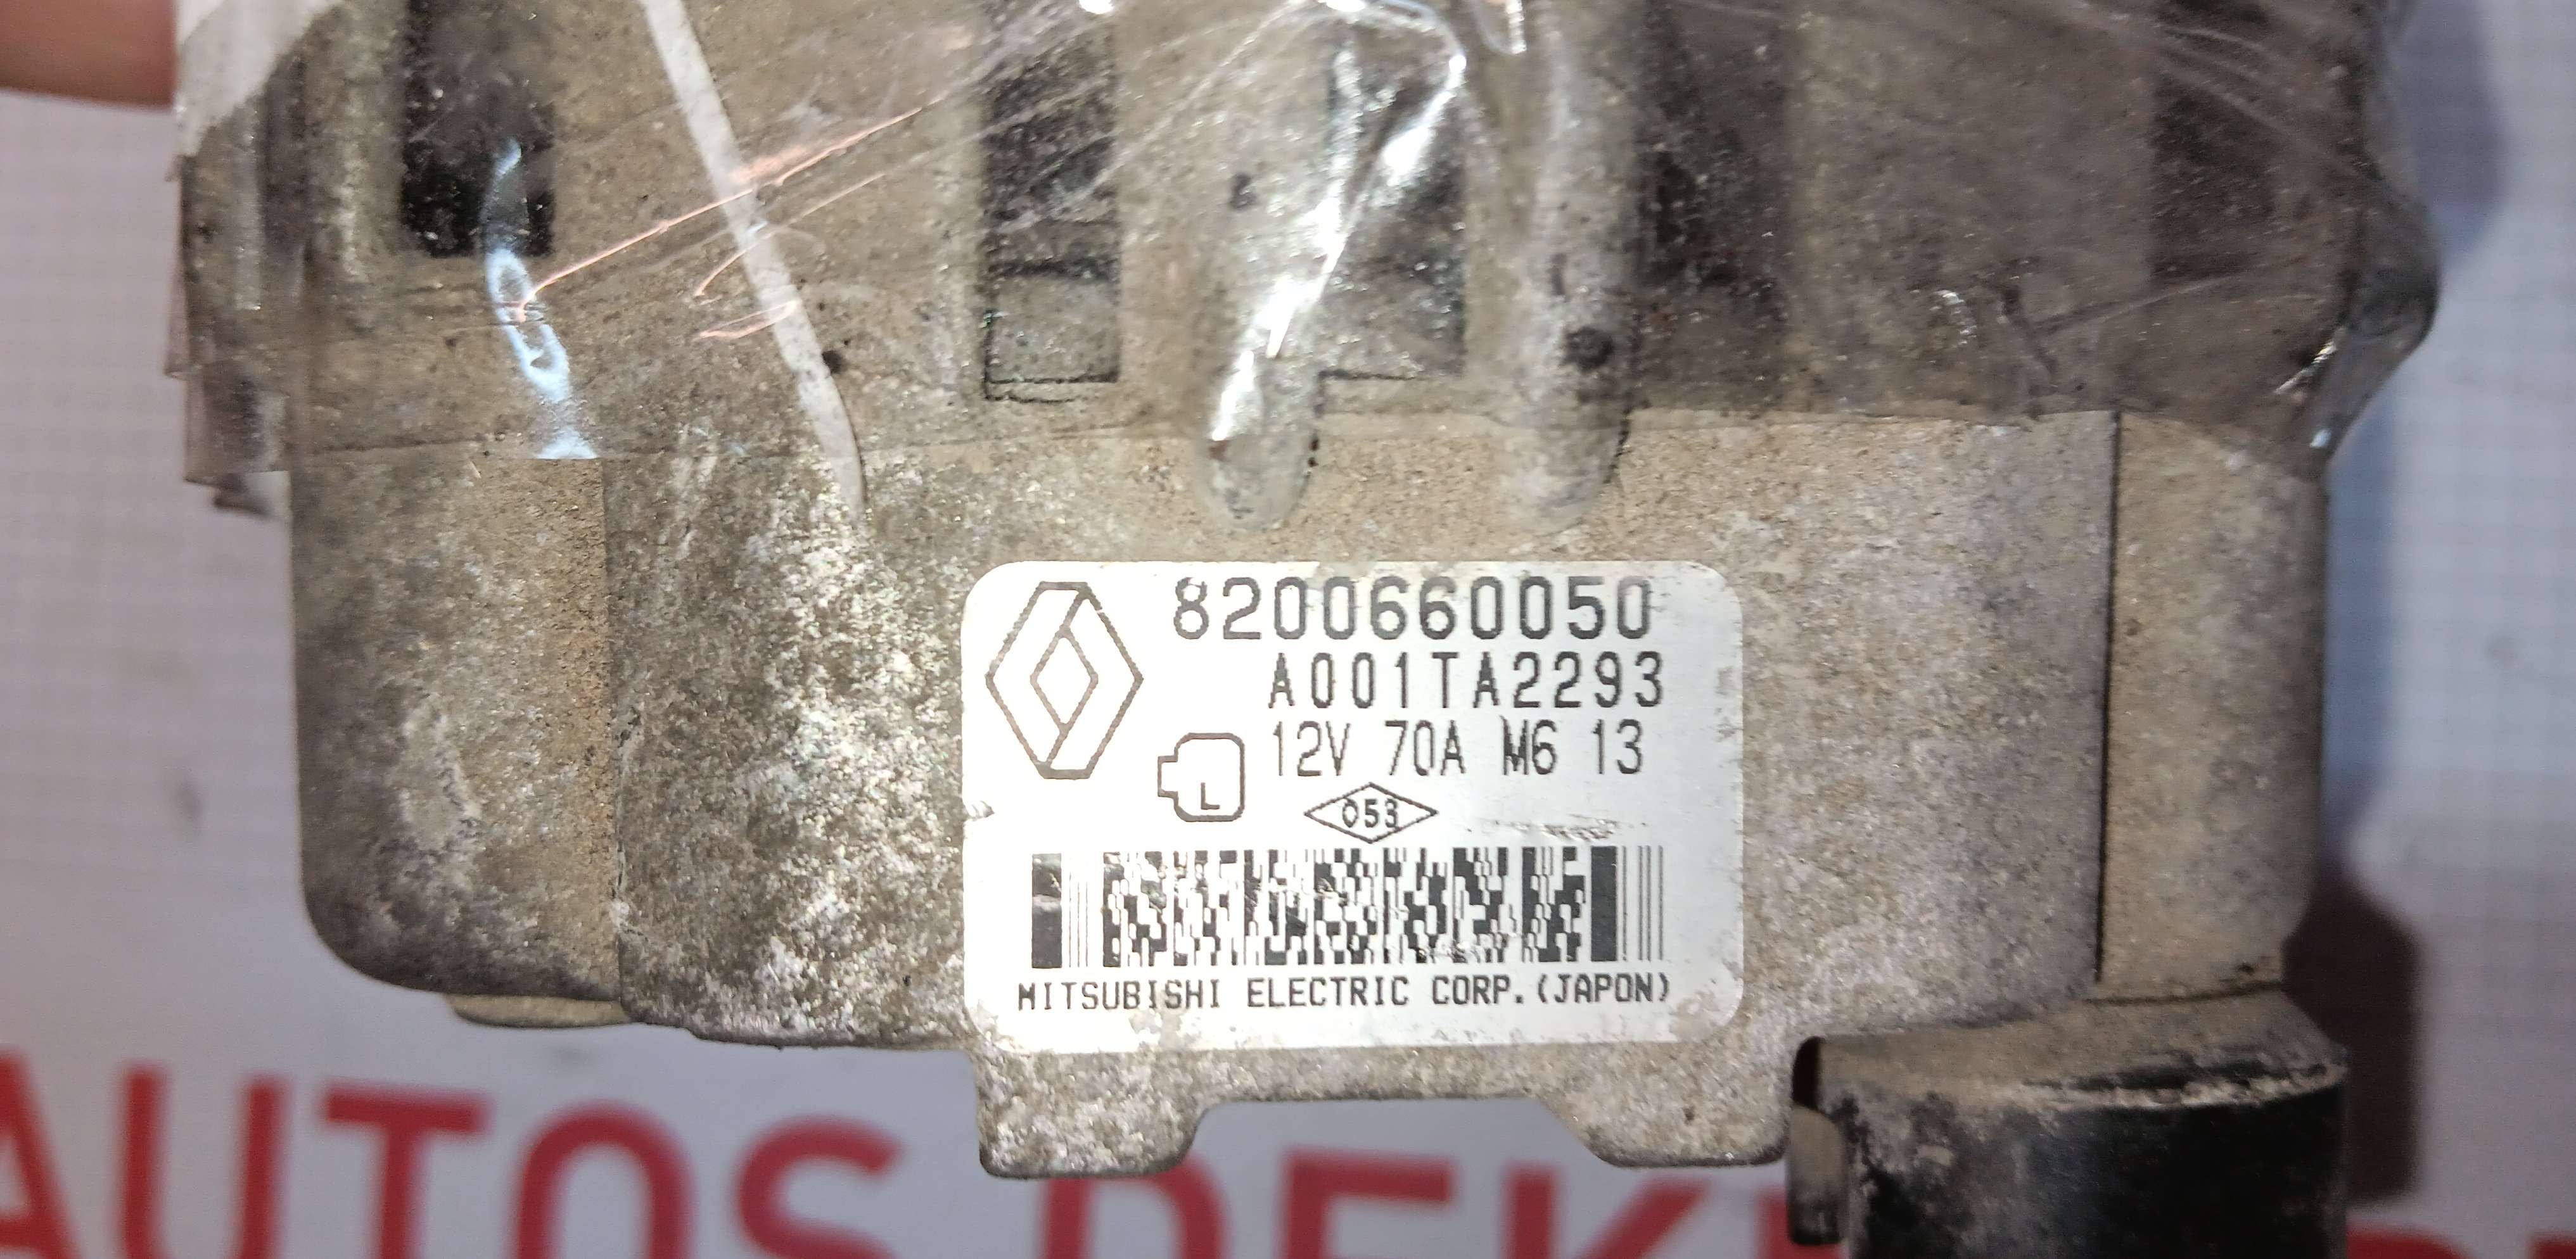 8200660050
A001TA2293
12V 70A M6 13
L
053
MITSUBISHI ELECTRIC CORP.(JAPON)
AUTOS